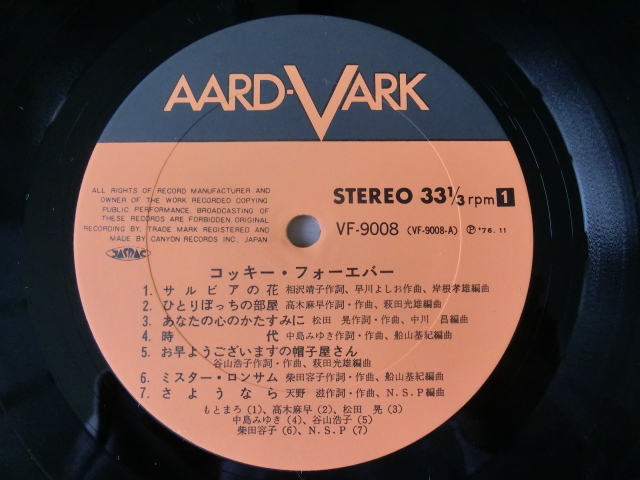 AARD-VARK
ALL RIGHTS OF RECORD MANUFACTURER AND
OWNER OF THE WORK RECORDED COPYING
PUBLIC PERFORMANCE, BROADCASTING OF
THESE RECORDS ARE FORBIDDEN. ORIGINAL
RECORDING BY, TRADE MARK REGISTERED AND
MADE BY CANYON RECORDS INC., JAPAN
JASRAC
STEREO 33 1/3 rpm 1
VF-9008 (VF-9008-A) Ⓟ'76.11
コッキー・フォーエバー
1. サルビアの花 相沢靖子作詞、早川よしお作曲、岸根孝雄編曲
2. ひとりぼっちの部屋 高木麻早作詞・作曲、萩田光雄編曲
3. あなたの心のかたすみに 松田 晃作詞・作曲、中川 昌編曲
4. 時代 中島みゆき作詞・作曲、船山基紀編曲
5. お早ようございますの帽子屋さん
谷山浩子作詞・作曲、萩田光雄編曲
6. ミスター・ロンサム 柴田容子作詞・作曲、船山基紀編曲
7. さようなら 天野 滋作詞・作曲、N.S.P編曲
もとまろ(1)、高木麻早(2)、松田 晃(3)
中島みゆき(4)、谷山浩子(5)
柴田容子(6)、N.S.P(7)